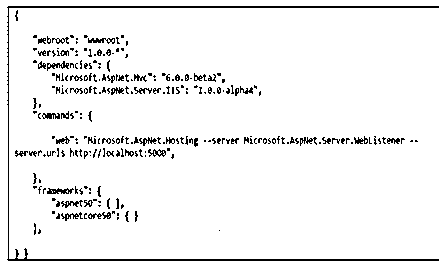 {
"webroot": "wwwroot",
"version": "1.0.0-*",
"dependencies": {
"Microsoft.AspNet.Mvc": "6.0.0-beta2",
"Microsoft.AspNet.Server.IIS": "1.0.0-alpha4",
},
"commands": {
"web": "Microsoft.AspNet.Hosting --server Microsoft.AspNet.Server.WebListener --
server.urls http://localhost:5000",
},
"frameworks": {
"aspnet50": { },
"aspnetcore50": { }
},
} }